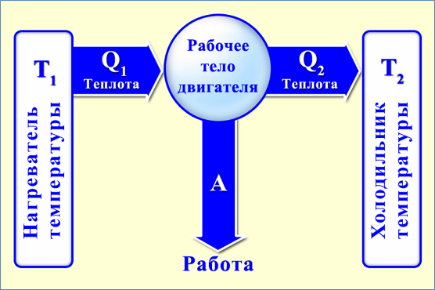 T₁
Нагреватель
температуры
Q₁
Теплота
Рабочее
тело
двигателя
Q₂
Теплота
T₂
Холодильник
температуры
A
Работа